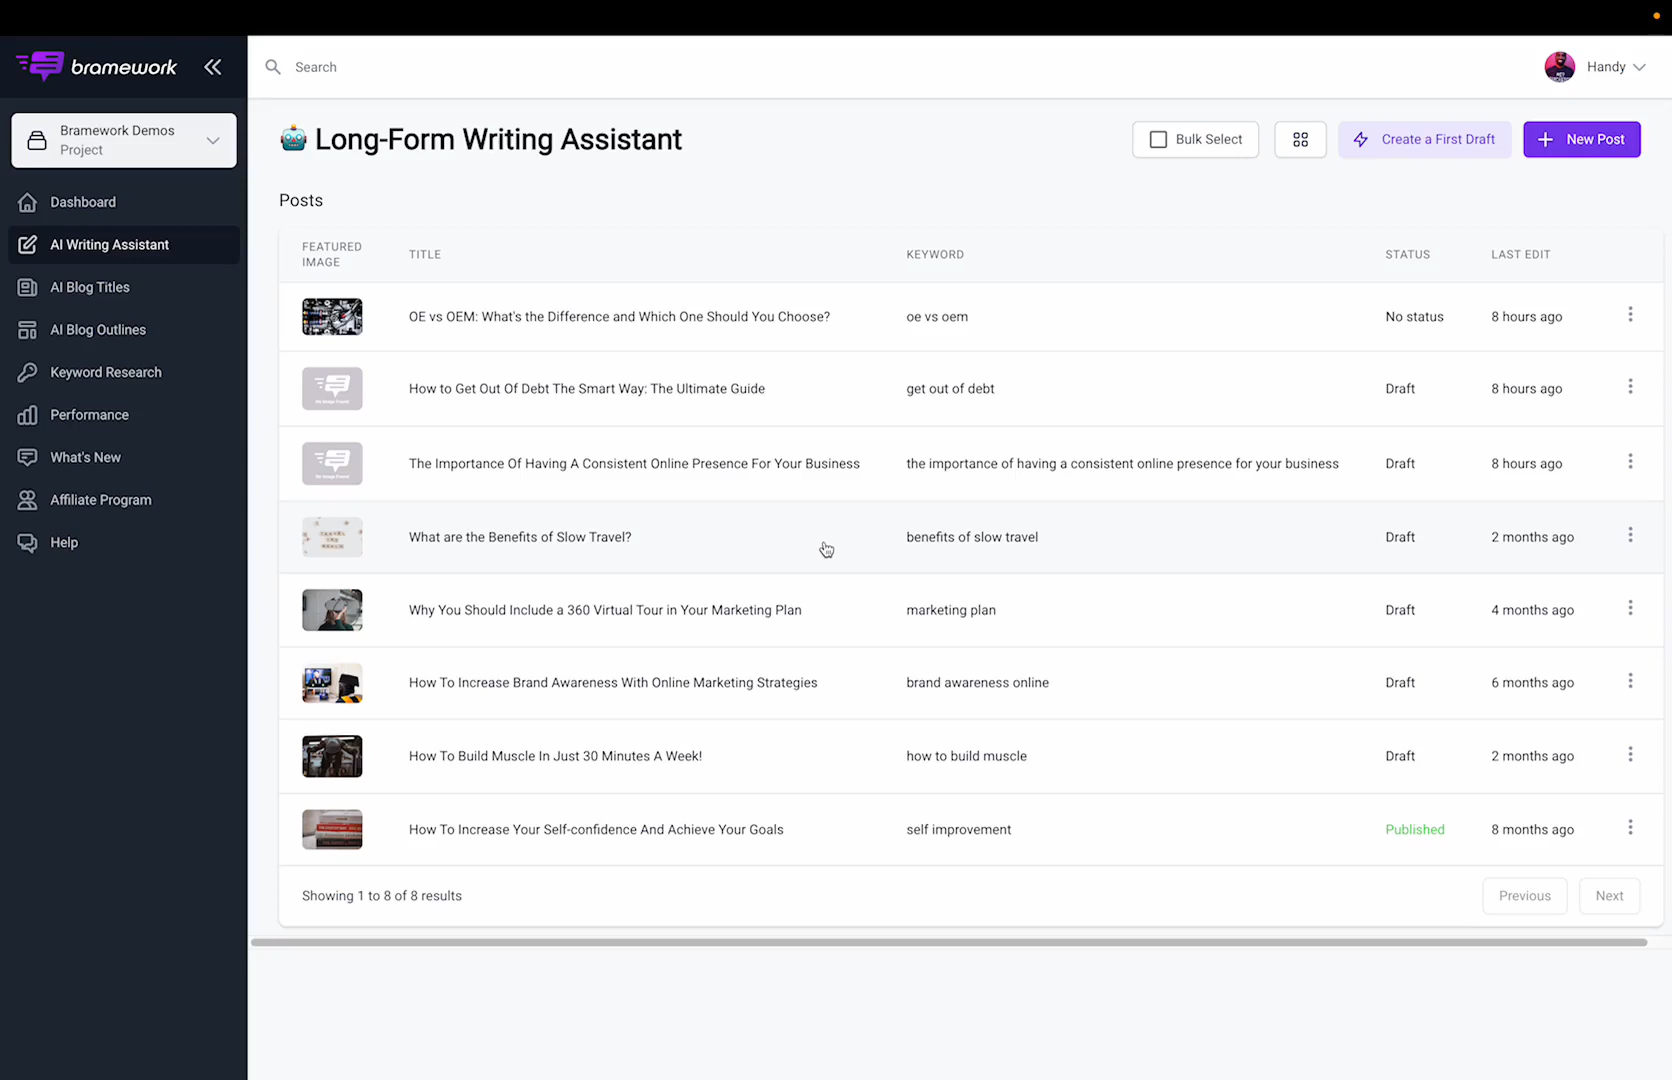 bramework
Search
Handy
Bramework Demos
Project
Dashboard
AI Writing Assistant
AI Blog Titles
AI Blog Outlines
Keyword Research
Performance
What's New
Affiliate Program
Help
Long-Form Writing Assistant
Bulk Select
Create a First Draft
New Post
Posts
FEATURED IMAGE TITLE KEYWORD STATUS LAST EDIT
OE vs OEM: What's the Difference and Which One Should You Choose? oe vs oem No status 8 hours ago
How to Get Out Of Debt The Smart Way: The Ultimate Guide get out of debt Draft 8 hours ago
The Importance Of Having A Consistent Online Presence For Your Business the importance of having a consistent online presence for your business Draft 8 hours ago
What are the Benefits of Slow Travel? benefits of slow travel Draft 2 months ago
Why You Should Include a 360 Virtual Tour in Your Marketing Plan marketing plan Draft 4 months ago
How To Increase Brand Awareness With Online Marketing Strategies brand awareness online Draft 6 months ago
How To Build Muscle In Just 30 Minutes A Week! how to build muscle Draft 2 months ago
How To Increase Your Self-confidence And Achieve Your Goals self improvement Published 8 months ago
Showing 1 to 8 of 8 results
Previous
Next